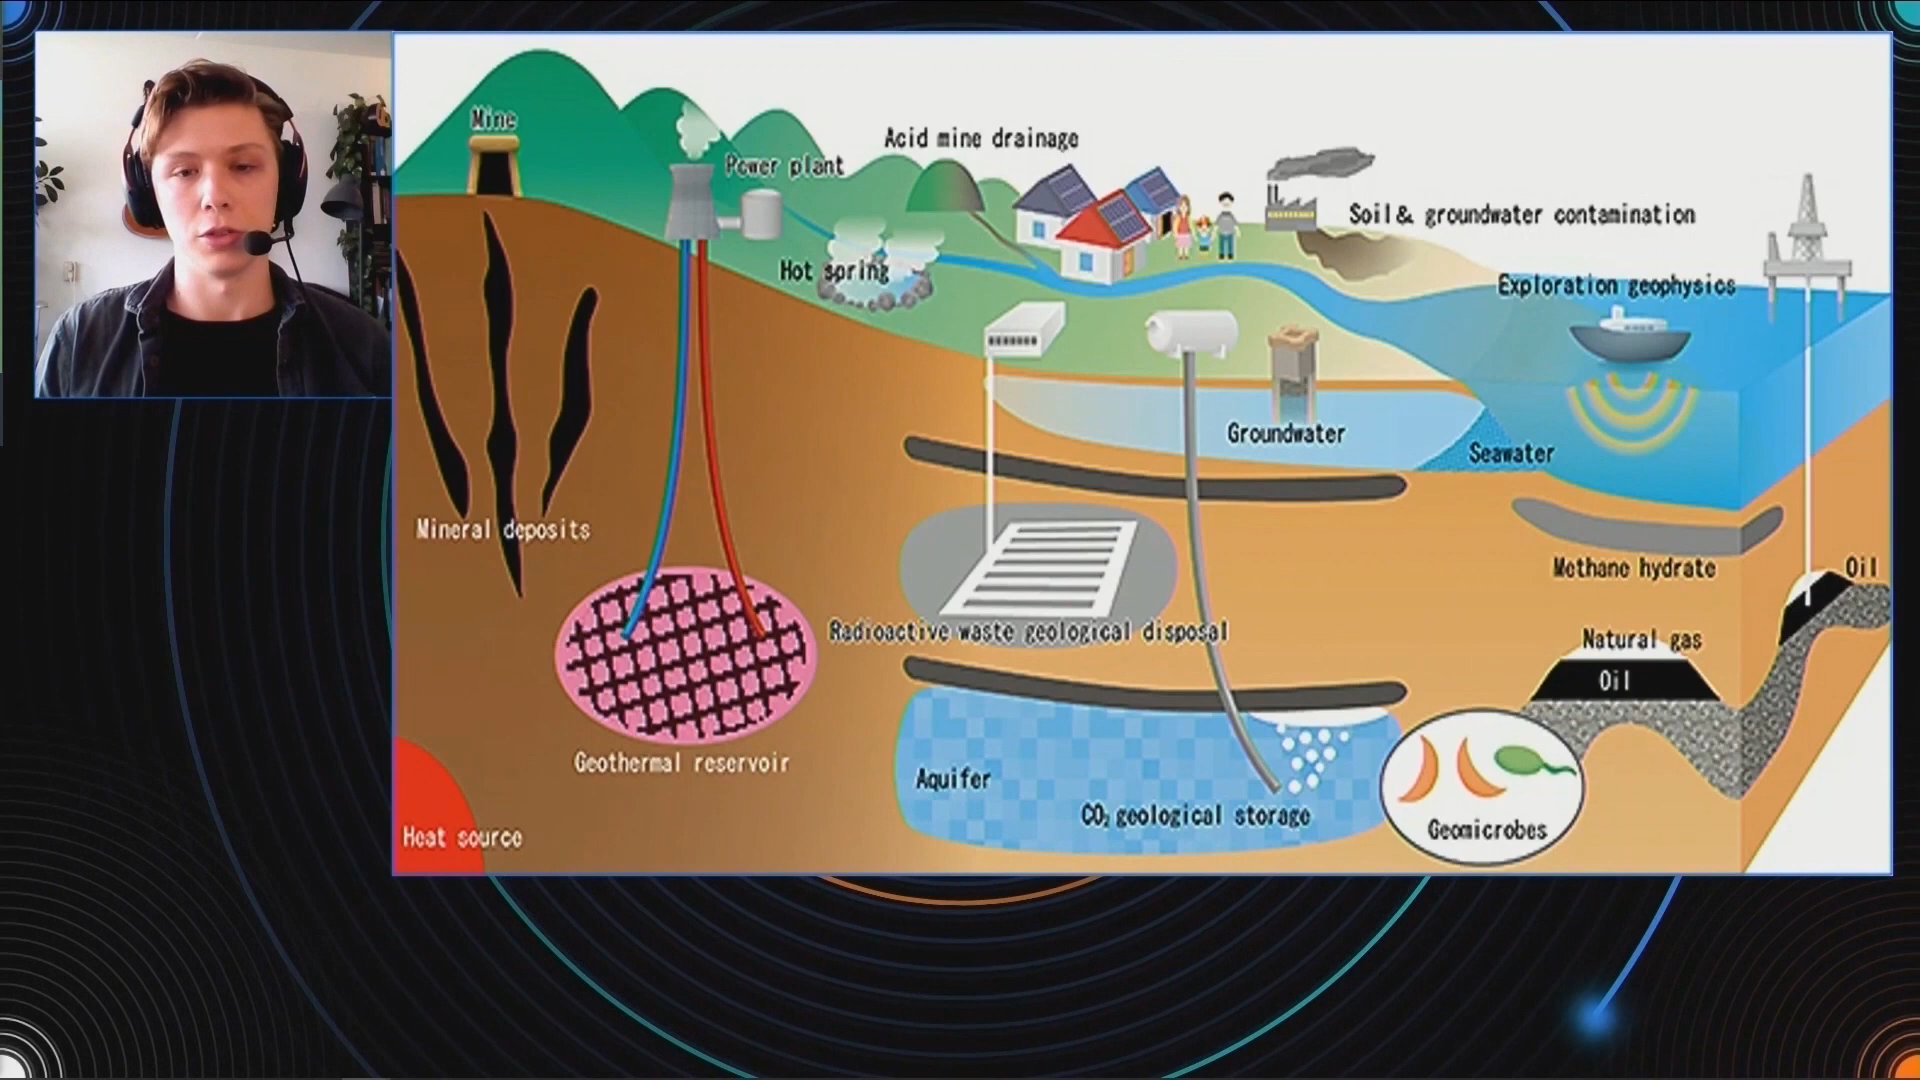 Mine
Acid mine drainage
Power plant
Soil & groundwater contamination
Hot spring
Exploration geophysics
Groundwater
Seawater
Mineral deposits
Methane hydrate
Oil
Radioactive waste geological disposal
Natural gas
Oil
Geothermal reservoir
Aquifer
CO₂ geological storage
Geomicrobes
Heat source